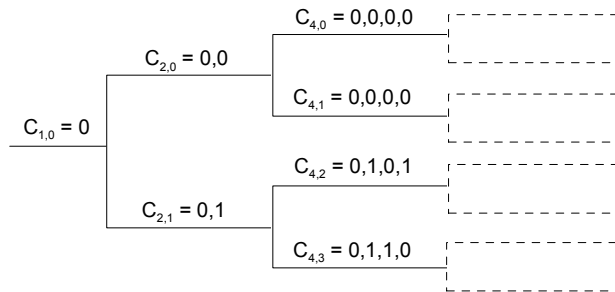 C4,0 = 0,0,0,0
C2,0 = 0,0
C4,1 = 0,0,0,0
C1,0 = 0
C4,2 = 0,1,0,1
C2,1 = 0,1
C4,3 = 0,1,1,0